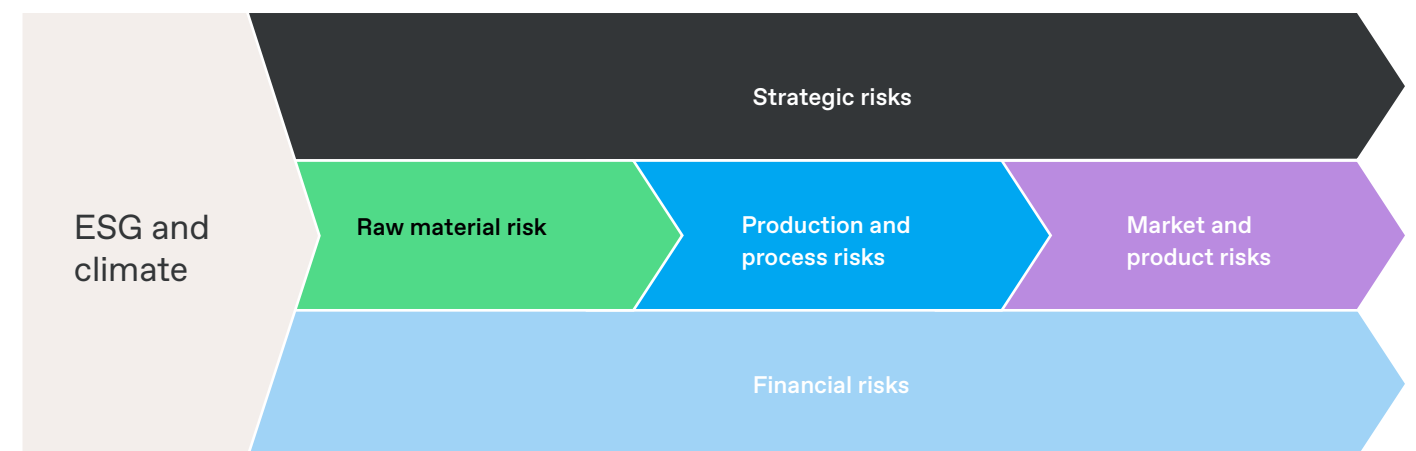 Strategic risks
ESG and
climate
Raw material risk
Production and
process risks
Market and
product risks
Financial risks